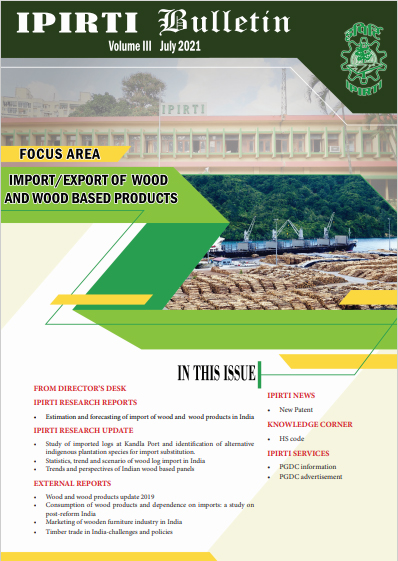 IPIRTI Bulletin
Volume III July 2021
IPIRTI
IPIRTI
FOCUS AREA
IMPORT/EXPORT OF WOOD
AND WOOD BASED PRODUCTS
IN THIS ISSUE
FROM DIRECTOR'S DESK
IPIRTI RESEARCH REPORTS
• Estimation and forecasting of import of wood and wood products in India
IPIRTI RESEARCH UPDATE
• Study of imported logs at Kandla Port and identification of alternative
indigenous plantation species for import substitution.
• Statistics, trend and scenario of wood log import in India
• Trends and perspectives of Indian wood based panels
EXTERNAL REPORTS
• Wood and wood products update 2019
• Consumption of wood products and dependence on imports: a study on
post-reform India
• Marketing of wooden furniture industry in India
• Timber trade in India-challenges and policies
IPIRTI NEWS
• New Patent
KNOWLEDGE CORNER
• HS code
IPIRTI SERVICES
• PGDC information
• PGDC advertisement